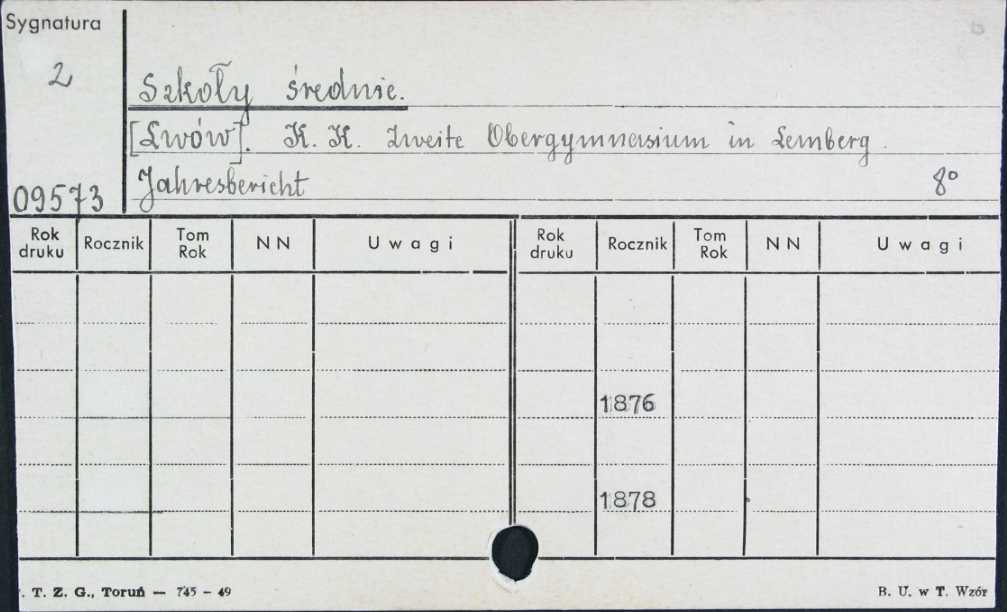 Sygnatura
2
09573
Szkoły średnie.
[Lwów]. K. K. Zweite Obergymnasium in Lemberg.
Jahresbericht 8°
Rok druku Rocznik Tom Rok NN Uwagi Rok druku Rocznik Tom Rok NN Uwagi
1876
1878
. T. Z. G., Toruń — 745 - 49 B. U. w T. Wzór